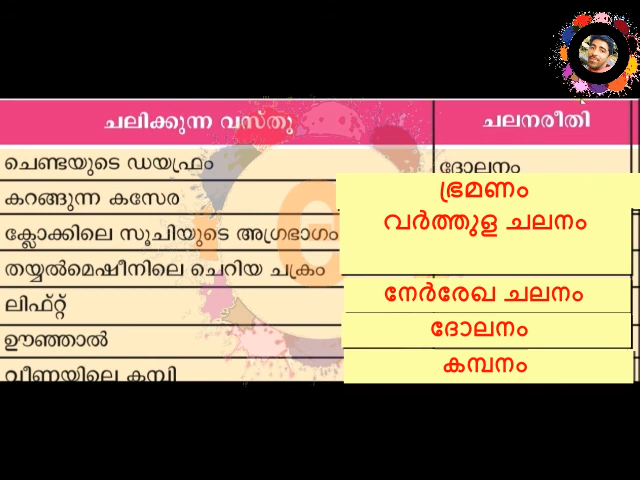 ചലിക്കുന്ന വസ്തു ചലനരീതി
ചെണ്ടയുടെ ഡയഫ്രം ദോലനം
കറങ്ങുന്ന കസേര ഭ്രമണം
ക്ലോക്കിലെ സൂചിയുടെ അഗ്രഭാഗം വർത്തുള ചലനം
തയ്യൽമെഷീനിലെ ചെറിയ ചക്രം
ലിഫ്റ്റ് നേർരേഖ ചലനം
ഊഞ്ഞാൽ ദോലനം
വീണയിലെ കമ്പി കമ്പനം